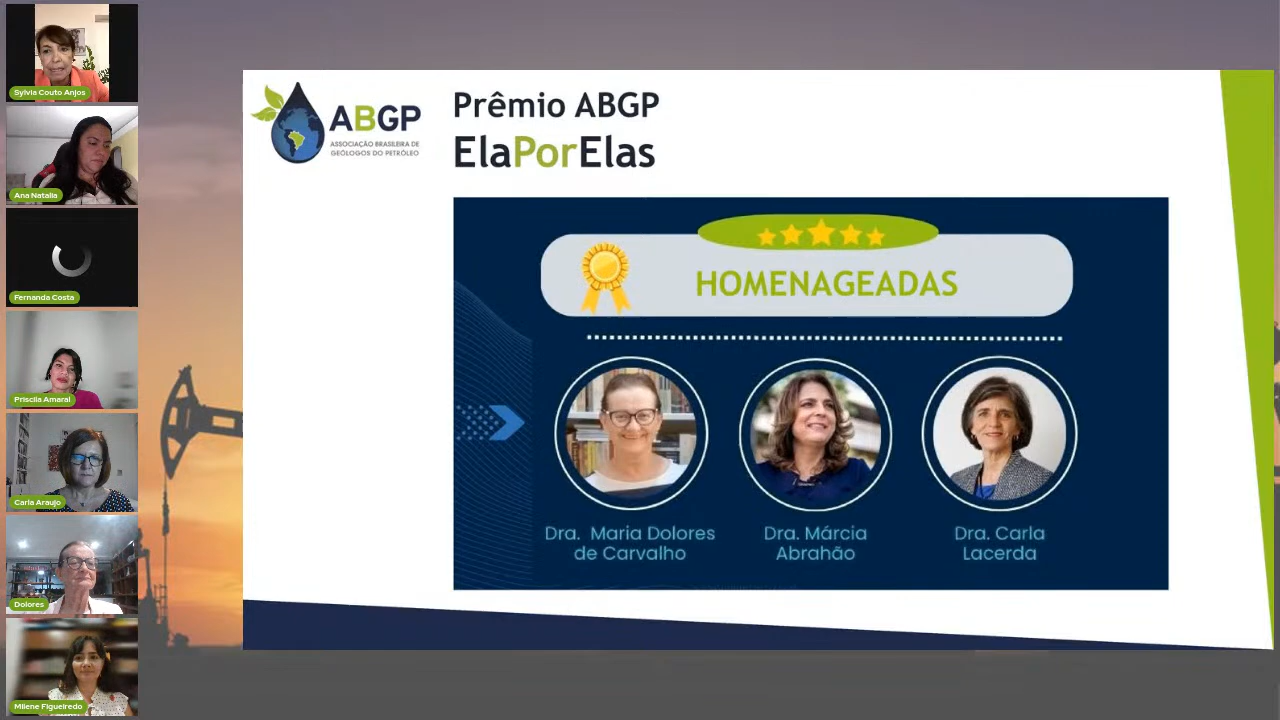 Sylvia Couto Anjos
Ana Natalia
Fernanda Costa
Priscila Amaral
Carla Araujo
Dolores
Milene Figueiredo
ABGP
ASSOCIAÇÃO BRASILEIRA DE
GEÓLOGOS DO PETRÓLEO
Prêmio ABGP
ElaPorElas
HOMENAGEADAS
Dra. Maria Dolores
de Carvalho
Dra. Márcia
Abrahão
Dra. Carla
Lacerda